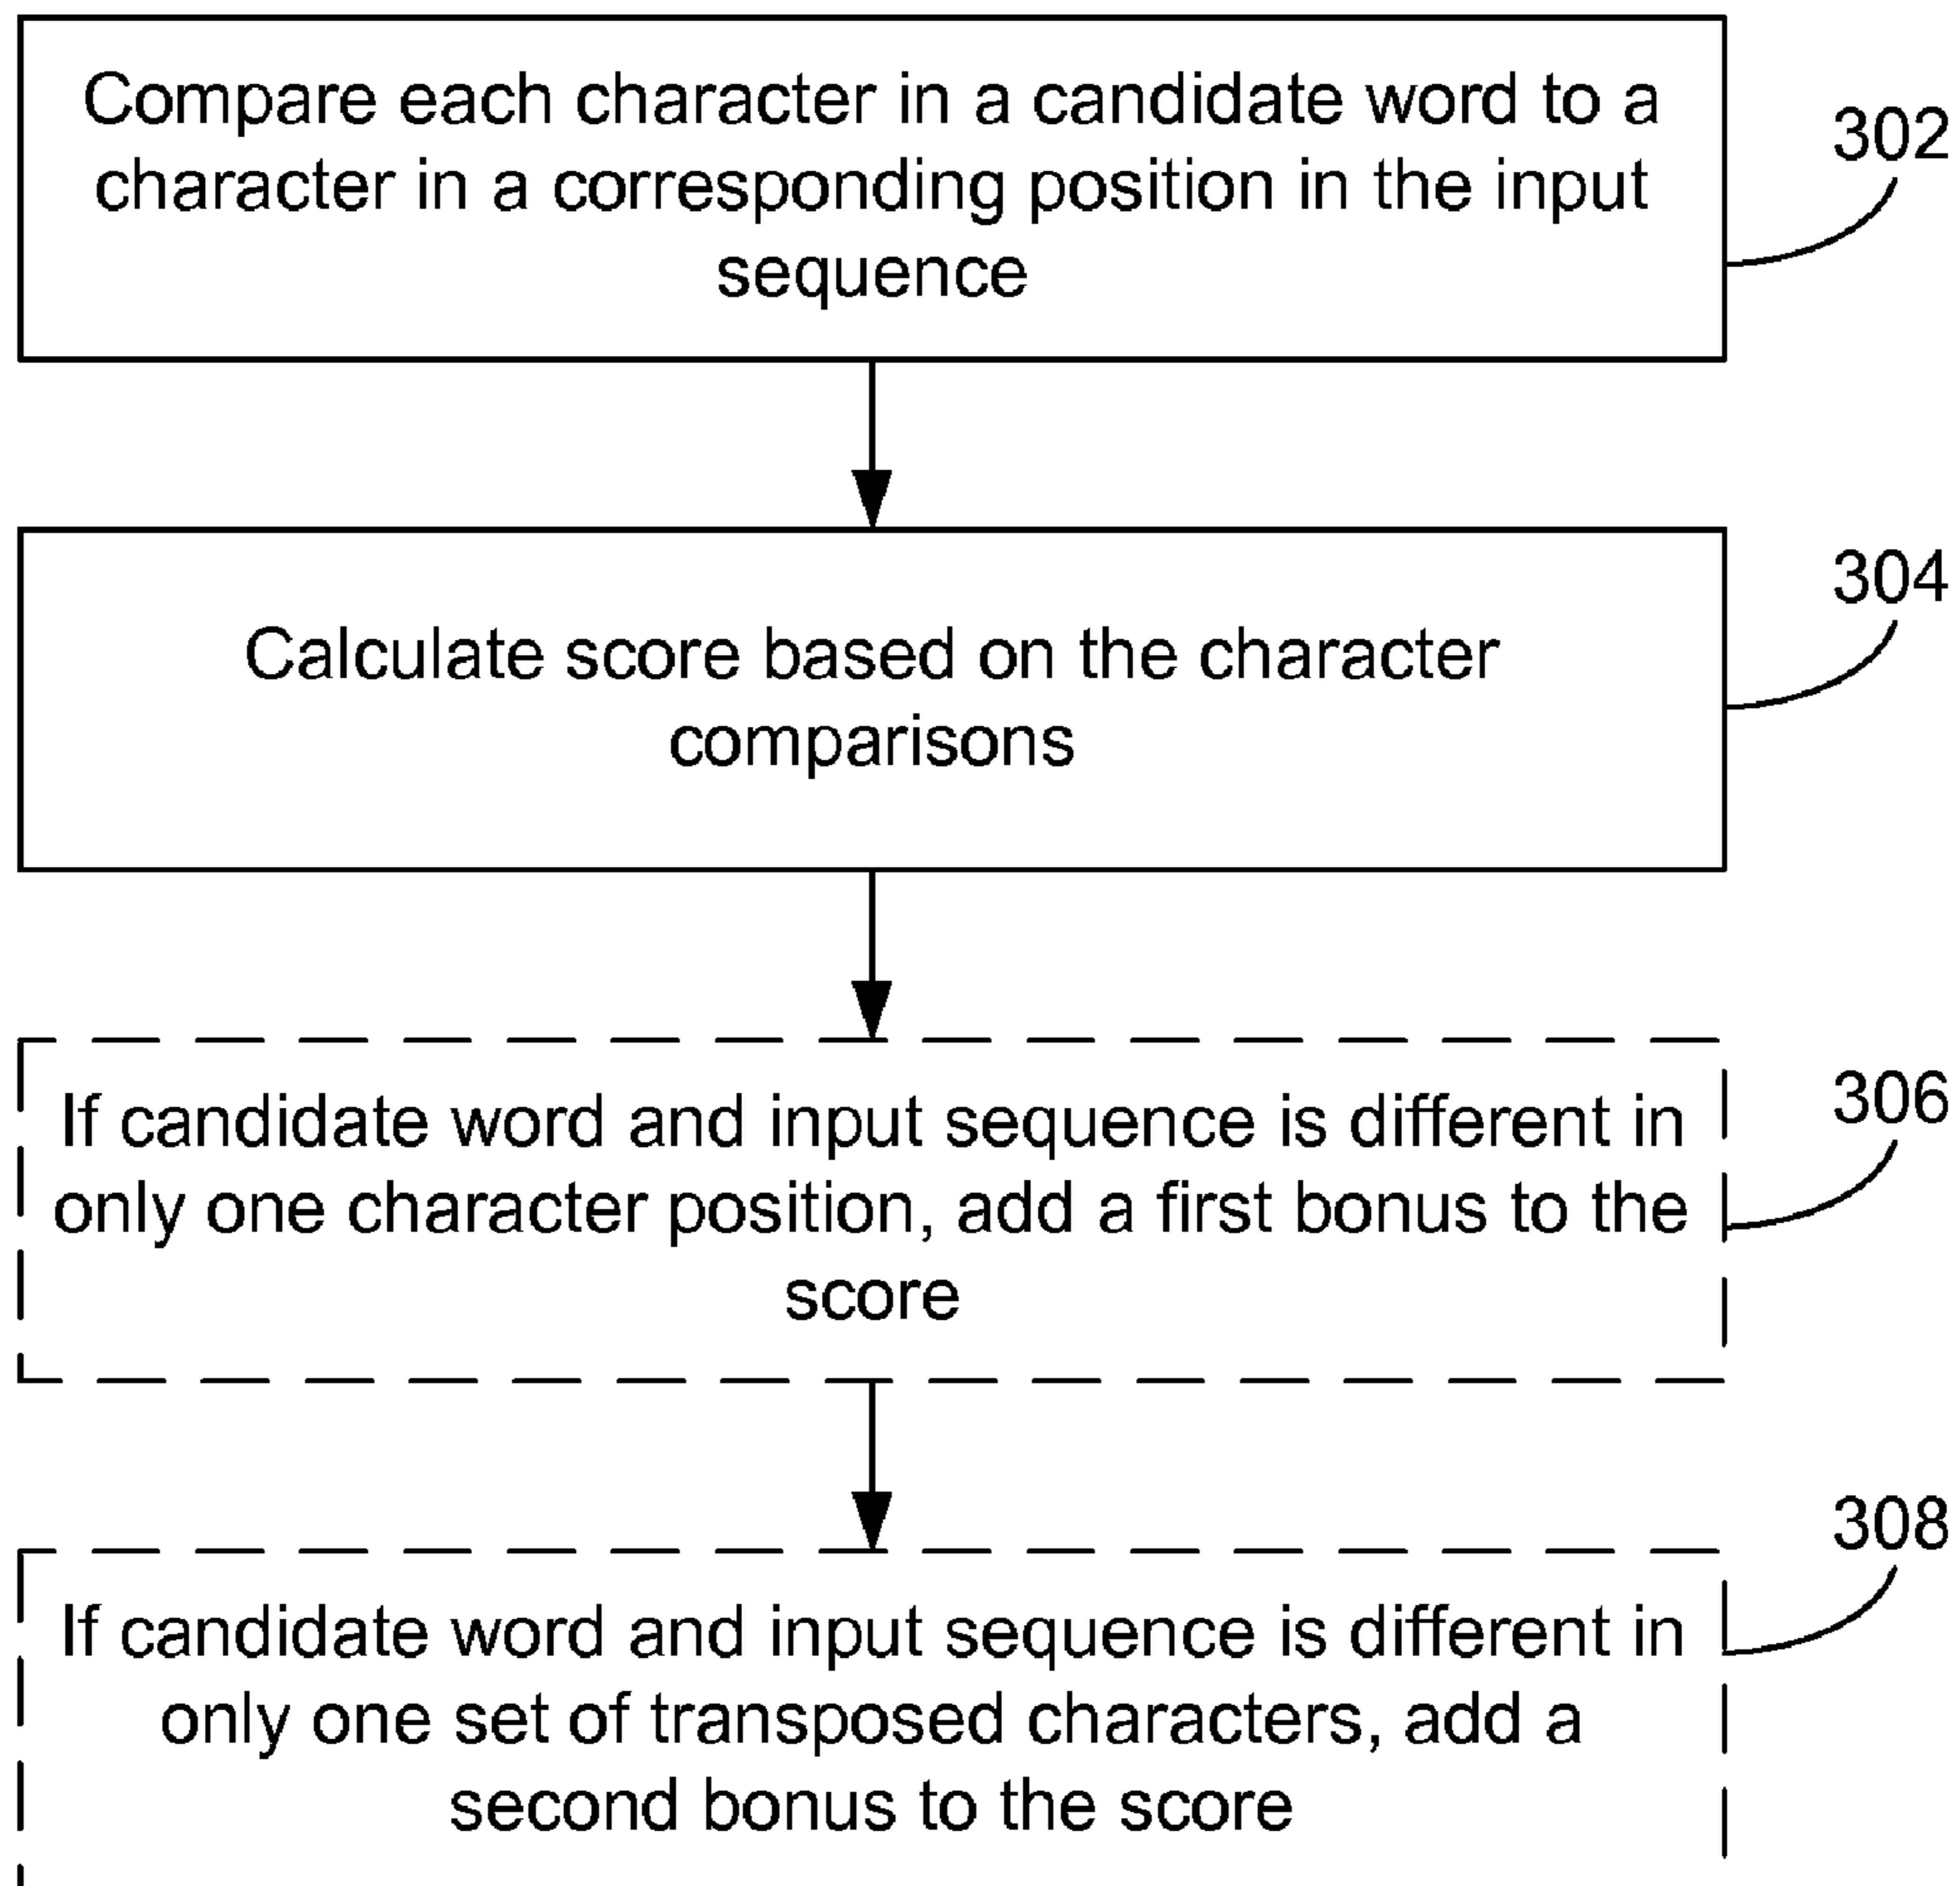 Compare each character in a candidate word to a
character in a corresponding position in the input
sequence
302
Calculate score based on the character
comparisons
304
If candidate word and input sequence is different in
only one character position, add a first bonus to the
score
306
If candidate word and input sequence is different in
only one set of transposed characters, add a
second bonus to the score
308